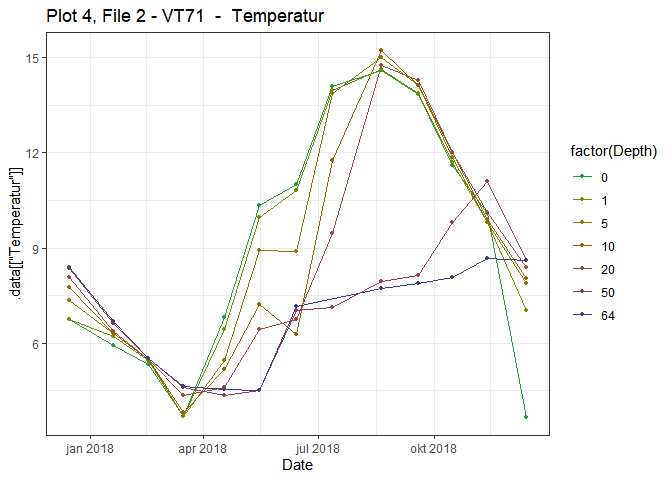 Plot 4, File 2 - VT71  -  Temperatur
.data[["Temperatur"]]
15
12
9
6
jan 2018
apr 2018
jul 2018
okt 2018
Date
factor(Depth)
0
1
5
10
20
50
64